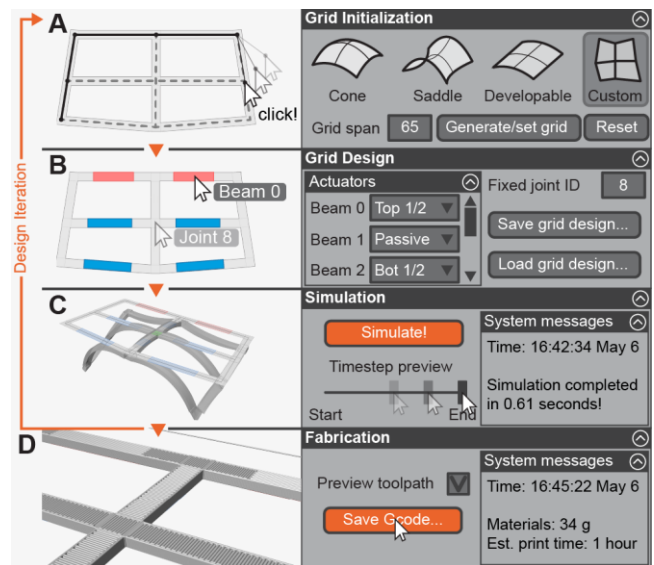 Design Iteration
A
click!
Grid Initialization
Cone Saddle Developable Custom
Grid span 65 Generate/set grid Reset
B
Beam 0
Joint 8
Grid Design
Actuators
Beam 0 Top 1/2
Beam 1 Passive
Beam 2 Bot 1/2
Fixed joint ID 8
Save grid design...
Load grid design...
C
Simulation
Simulate!
Timestep preview
Start End
System messages
Time: 16:42:34 May 6
Simulation completed
in 0.61 seconds!
D
Fabrication
Preview toolpath
Save Gcode...
System messages
Time: 16:45:22 May 6
Materials: 34 g
Est. print time: 1 hour